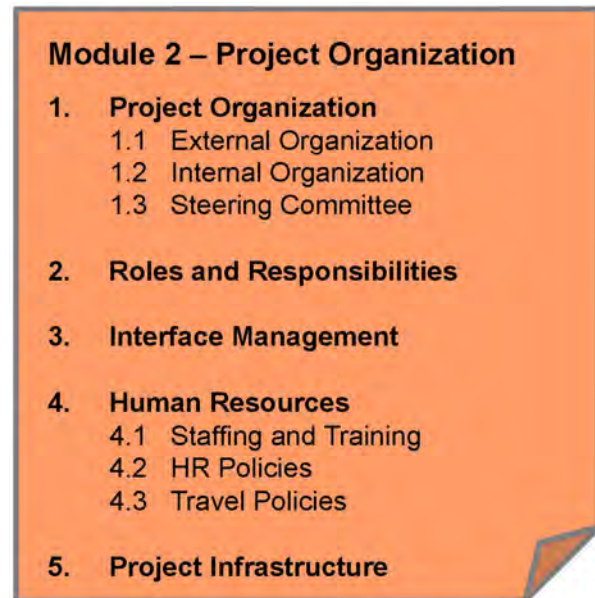 Module 2 – Project Organization
1. Project Organization
1.1 External Organization
1.2 Internal Organization
1.3 Steering Committee
2. Roles and Responsibilities
3. Interface Management
4. Human Resources
4.1 Staffing and Training
4.2 HR Policies
4.3 Travel Policies
5. Project Infrastructure